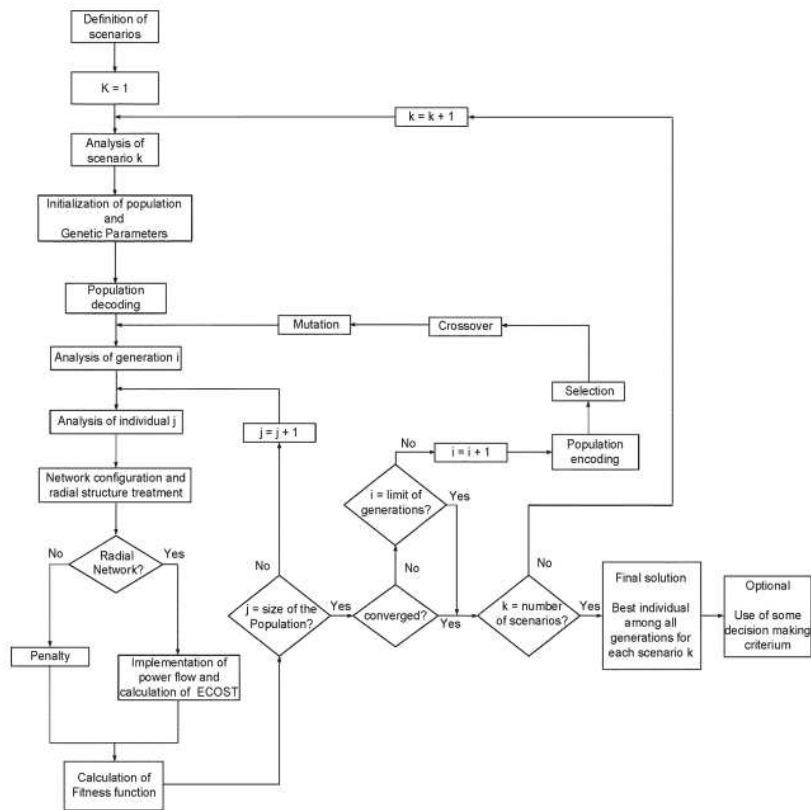 Definition of
scenarios
K = 1
k = k + 1
Analysis of
scenario k
Initialization of population
and
Genetic Parameters
Population
decoding
Mutation
Crossover
Analysis of generation i
Selection
Analysis of individual j
j = j + 1
No
i = i + 1
Population
encoding
Network configuration and
radial structure treatment
i = limit of
generations?
Yes
No
Radial
Network?
Yes
No
No
No
j = size of the
Population?
Yes
converged?
Yes
k = number
of scenarios?
Yes
Final solution
Best individual
among all
generations for
each scenario k
Optional
Use of some
decision making
criterium
Penalty
Implementation of
power flow and
calculation of ECOST
Calculation of
Fitness function